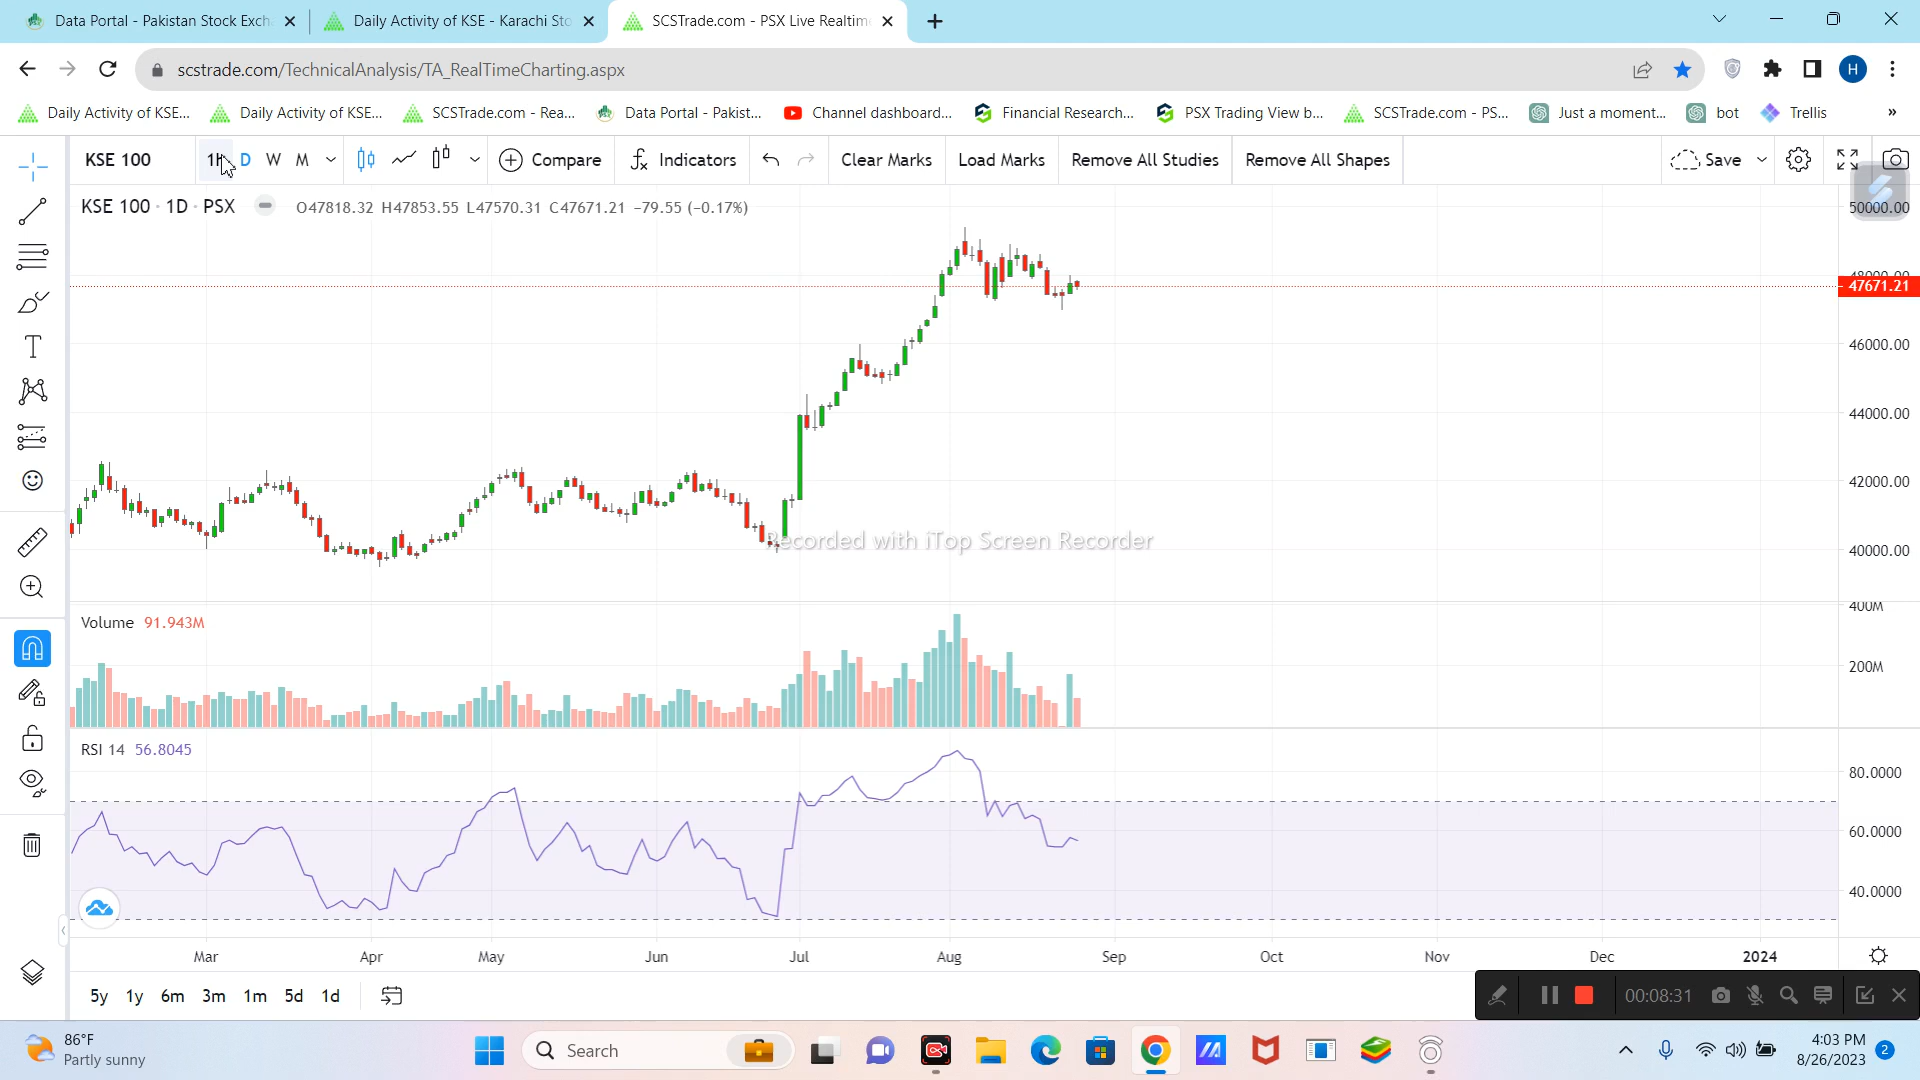 Data Portal - Pakistan Stock Exch
Daily Activity of KSE - Karachi Sto
SCSTrade.com - PSX Live Realtim
scstrade.com/TechnicalAnalysis/TA_RealTimeCharting.aspx
H
Daily Activity of KSE...
Daily Activity of KSE...
SCSTrade.com - Rea...
Data Portal - Pakist...
Channel dashboard...
Financial Research...
PSX Trading View b...
SCSTrade.com - PS...
Just a moment...
bot
Trellis
»
KSE 100
1h
D
W
M
Compare
Indicators
Clear Marks
Load Marks
Remove All Studies
Remove All Shapes
Save
KSE 100 · 1D · PSX
O47818.32 H47853.55 L47570.31 C47671.21 -79.55 (-0.17%)
50000.00
48000.00
47671.21
46000.00
44000.00
42000.00
40000.00
Recorded with iTop Screen Recorder
Volume 91.943M
400M
200M
RSI 14 56.8045
80.0000
60.0000
40.0000
Mar
Apr
May
Jun
Jul
Aug
Sep
Oct
Nov
Dec
2024
5y
1y
6m
3m
1m
5d
1d
00:08:31
86°F
Partly sunny
Search
4:03 PM
8/26/2023
2